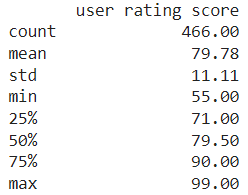 user rating score
count 466.00
mean 79.78
std 11.11
min 55.00
25% 71.00
50% 79.50
75% 90.00
max 99.00